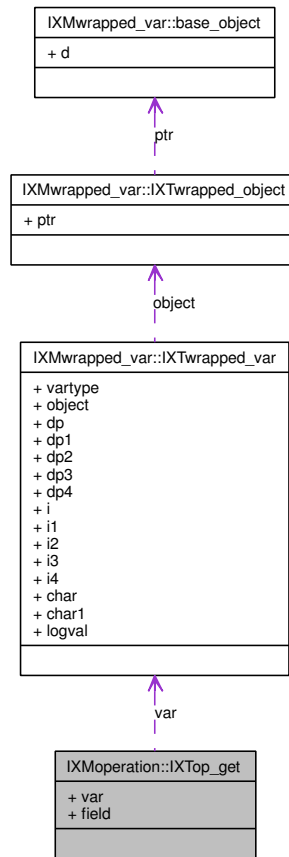 IXMwrapped_var::base_object
+ d
ptr
IXMwrapped_var::IXTwrapped_object
+ ptr
object
IXMwrapped_var::IXTwrapped_var
+ vartype
+ object
+ dp
+ dp1
+ dp2
+ dp3
+ dp4
+ i
+ i1
+ i2
+ i3
+ i4
+ char
+ char1
+ logval
var
IXMoperation::IXTop_get
+ var
+ field